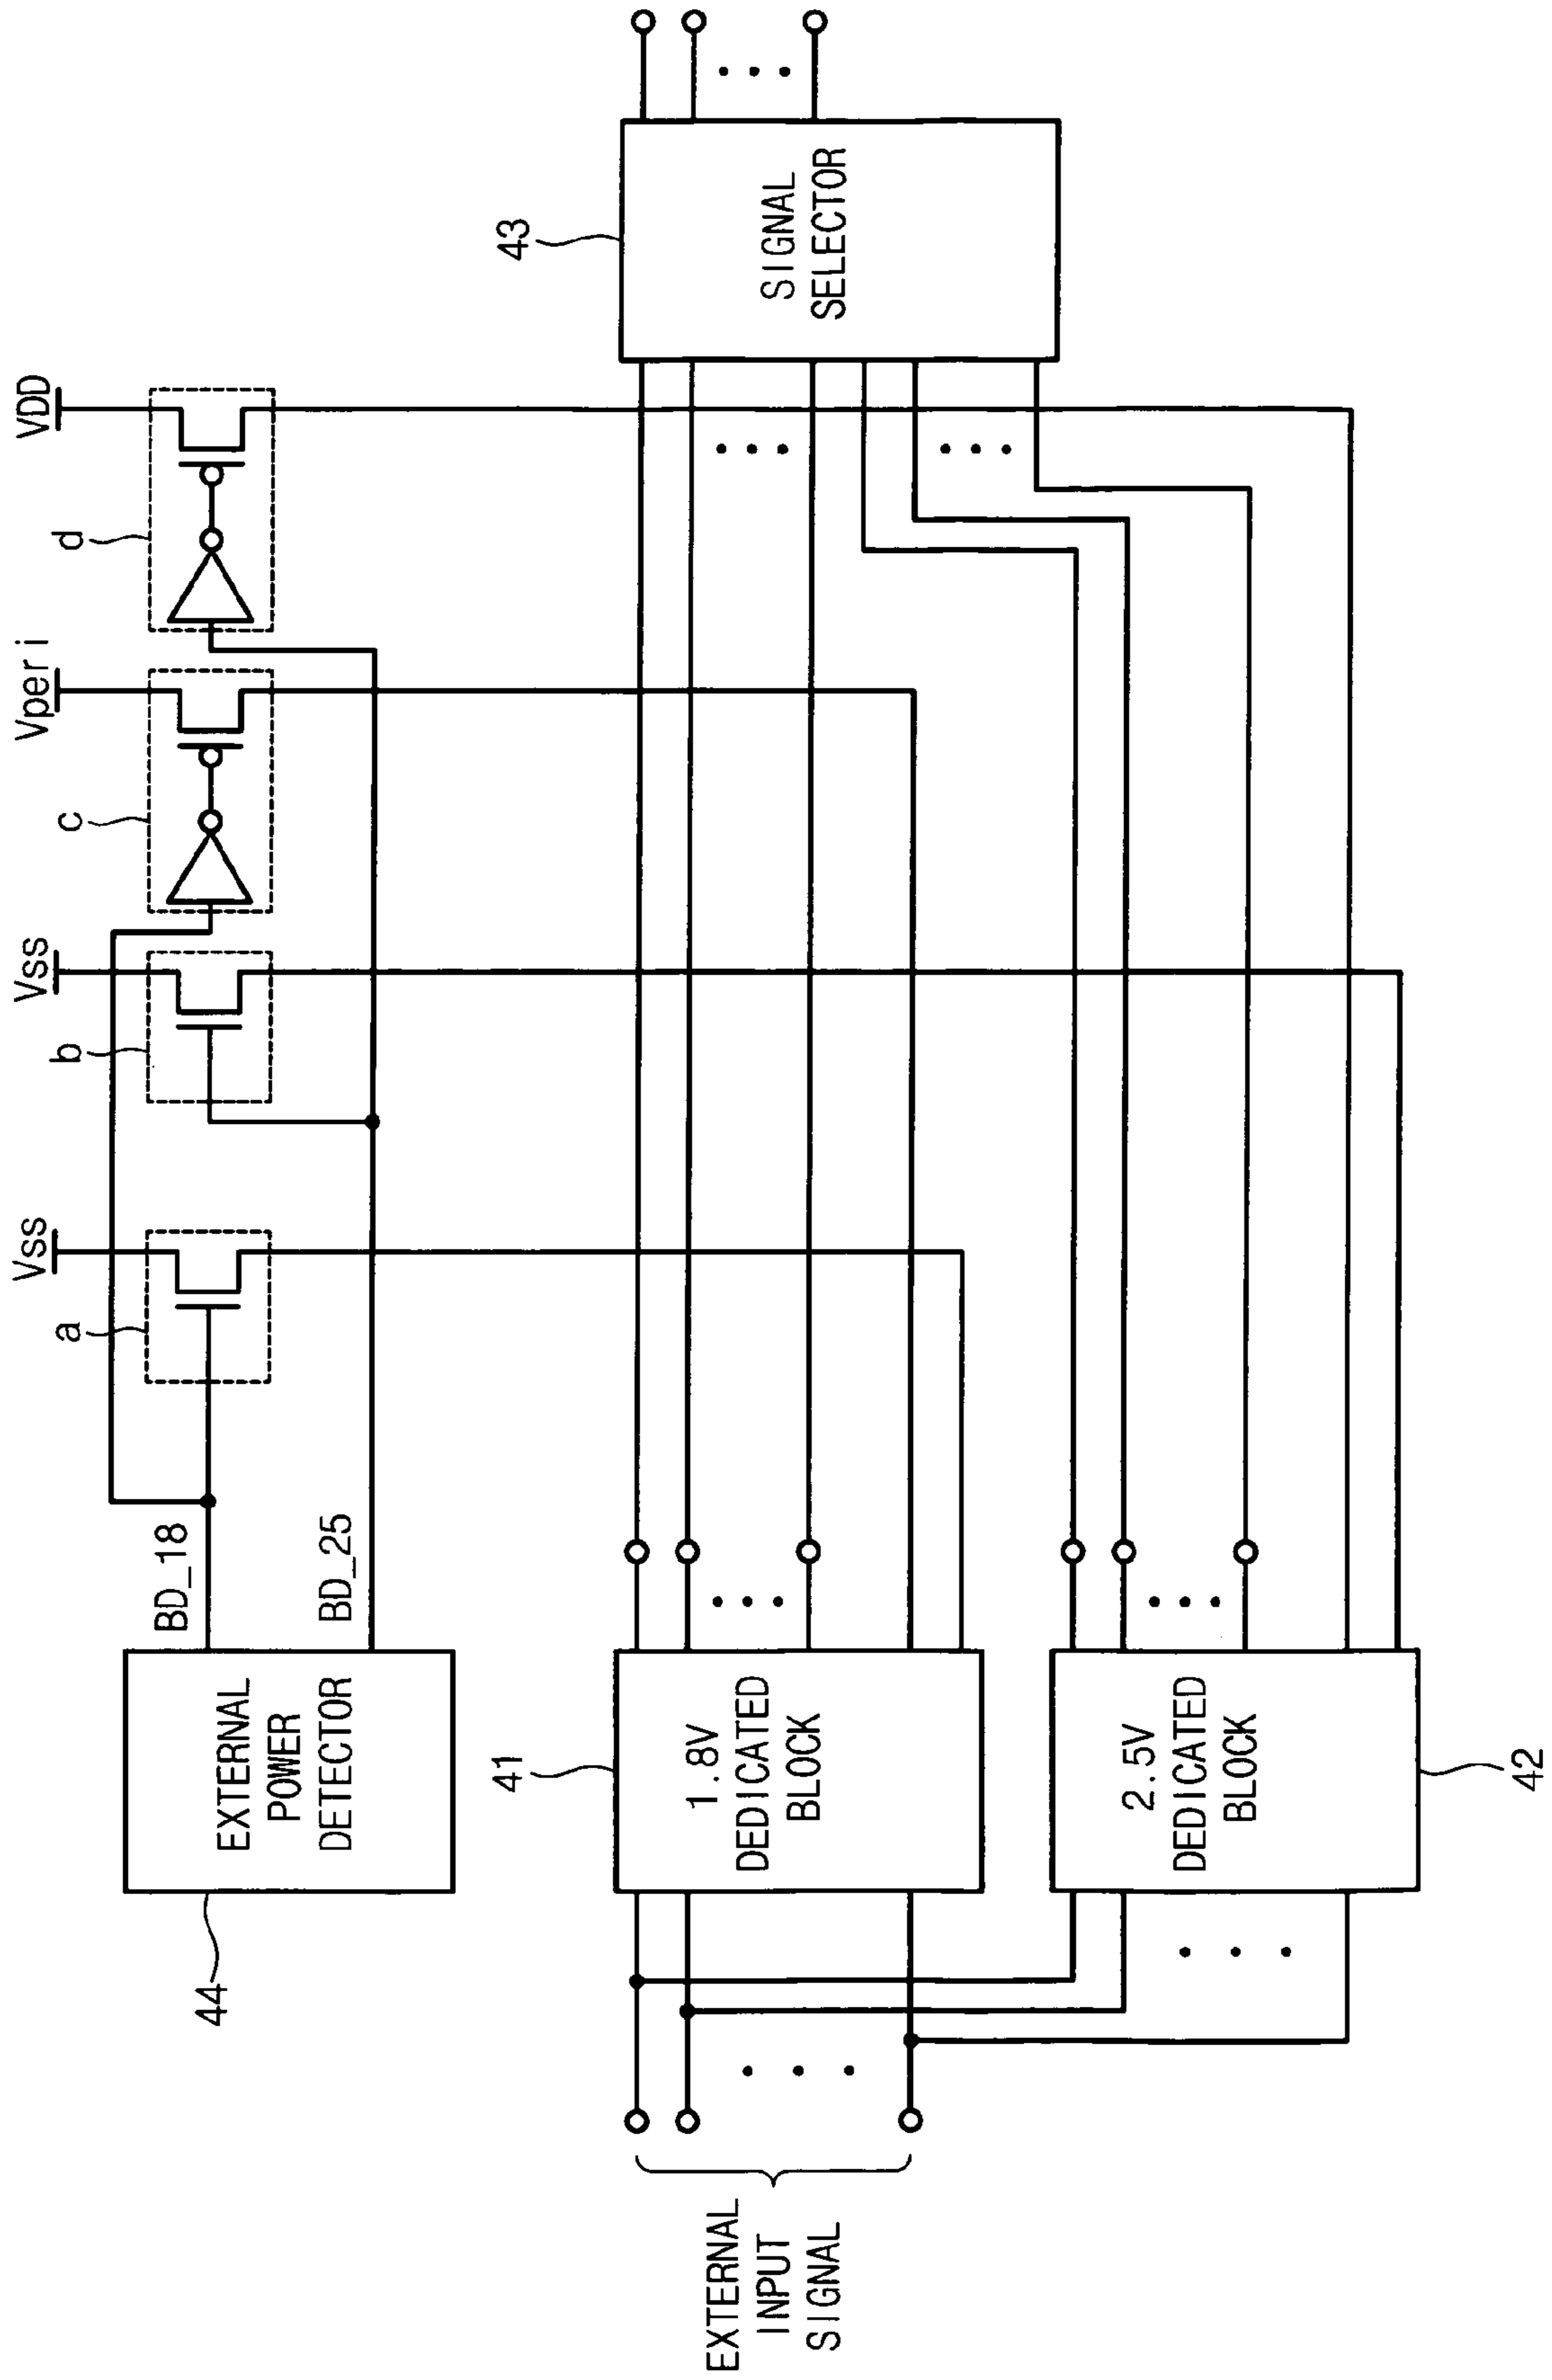 Vss
Vss
Vperi
VDD
a
b
c
d
44
EXTERNAL
POWER
DETECTOR
BD_18
BD_25
41
1.8V
DEDICATED
BLOCK
43
SIGNAL
SELECTOR
EXTERNAL
INPUT
SIGNAL
2.5V
DEDICATED
BLOCK
42